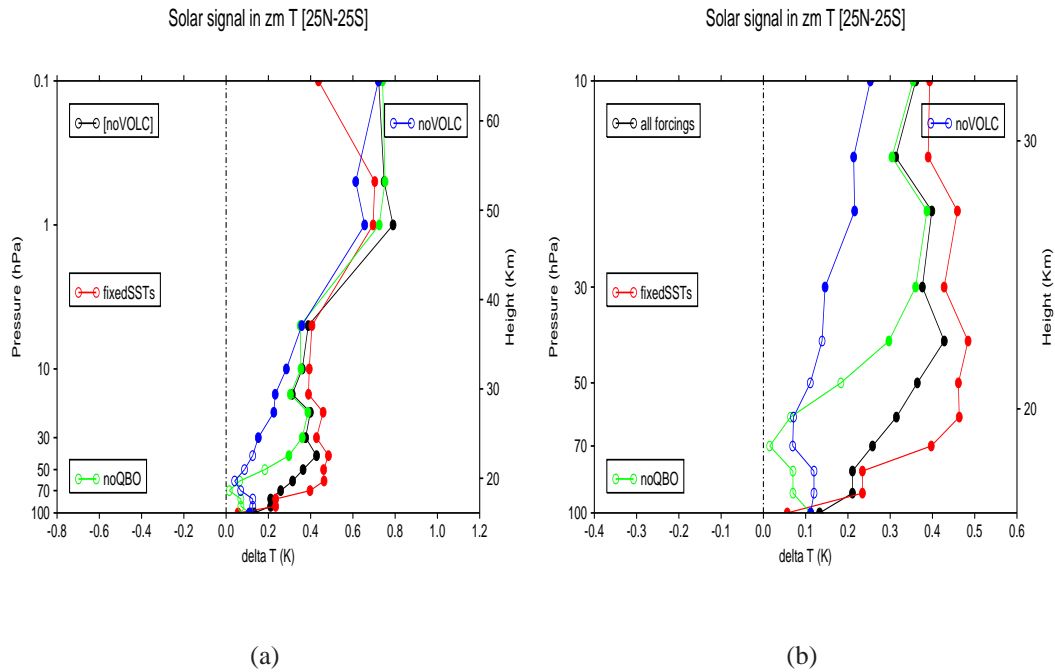 Solar signal in zm T [25N-25S]
0.1
1
10
30
50
70
100
Pressure (hPa)
[noVOLC]
noVOLC
fixedSSTs
noQBO
60
50
40
30
20
Height (Km)
-0.8 -0.6 -0.4 -0.2 0.0 0.2 0.4 0.6 0.8 1.0 1.2
delta T (K)
(a)
Solar signal in zm T [25N-25S]
10
30
50
70
100
Pressure (hPa)
all forcings
noVOLC
fixedSSTs
noQBO
30
20
Height (Km)
-0.4 -0.3 -0.2 -0.1 0.0 0.1 0.2 0.3 0.4 0.5 0.6
delta T (K)
(b)